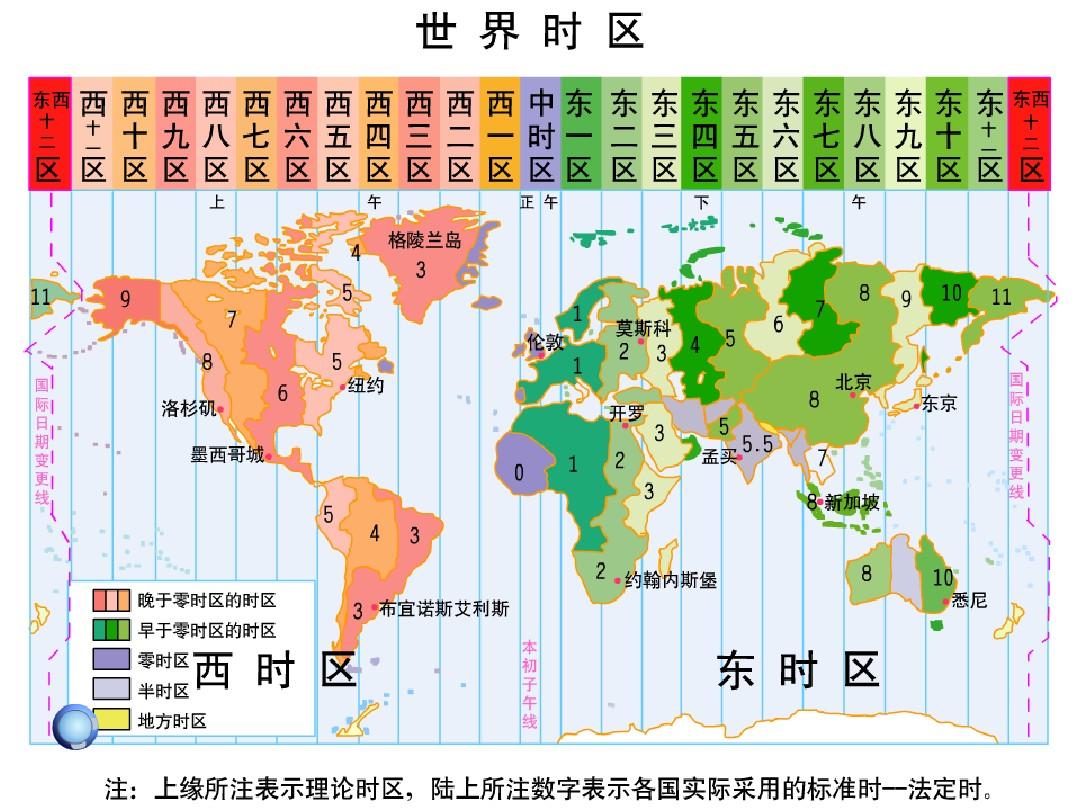 世界时区
东西十二区 西十一区 西十区 西九区 西八区 西七区 西六区 西五区 西四区 西三区 西二区 西一区 中时区 东一区 东二区 东三区 东四区 东五区 东六区 东七区 东八区 东九区 东十区 东十一区 东西十二区
上 午 正午 下 午
格陵兰岛
4
3
5
11
9
7
8
6
5
纽约
洛杉矶
墨西哥城
国际日期变更线
5
4
3
3
布宜诺斯艾利斯
1
伦敦
莫斯科
1
2
3
4
5
6
7
8
9
10
11
8
北京
东京
开罗
3
5
5.5
孟买
7
0
1
2
3
8
新加坡
国际日期变更线
2
约翰内斯堡
8
10
悉尼
晚于零时区的时区
早于零时区的时区
零时区
半时区
地方时区
西时区
本初子午线
东时区
注：上缘所注表示理论时区，陆上所注数字表示各国实际采用的标准时—法定时。